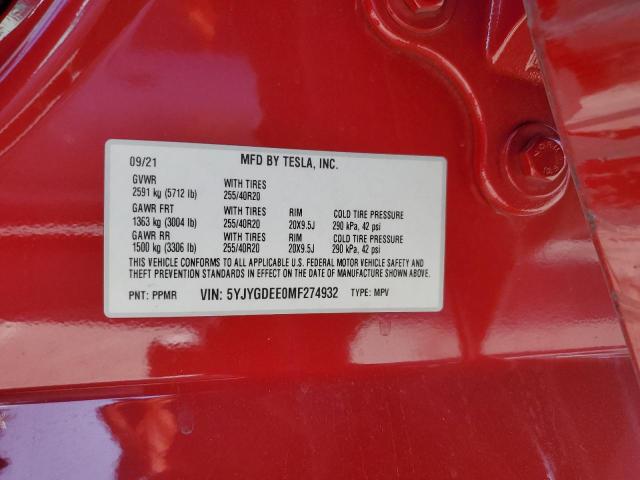 09/21 MFD BY TESLA, INC.
GVWR WITH TIRES
2591 kg (5712 lb) 255/40R20
GAWR FRT WITH TIRES RIM COLD TIRE PRESSURE
1363 kg (3004 lb) 255/40R20 20X9.5J 290 kPa, 42 psi
GAWR RR WITH TIRES RIM COLD TIRE PRESSURE
1500 kg (3306 lb) 255/40R20 20X9.5J 290 kPa, 42 psi
THIS VEHICLE CONFORMS TO ALL APPLICABLE U.S. FEDERAL MOTOR VEHICLE SAFETY AND
THEFT PREVENTION STANDARDS IN EFFECT ON THE DATE OF MANUFACTURE SHOWN ABOVE.
PNT: PPMR VIN: 5YJYGDEE0MF274932 TYPE: MPV